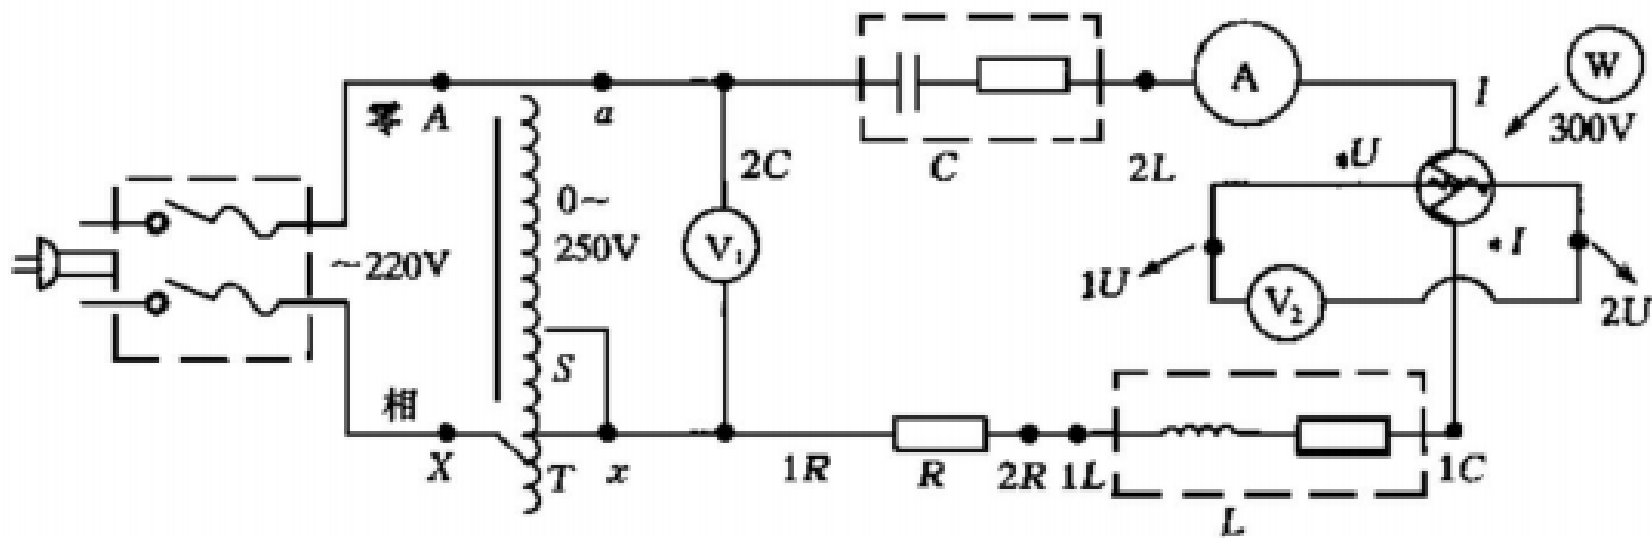 零 A
a
2C
C
2L
A
I
W
300V
*U
~220V
0~
250V
V₁
*I
1U
V₂
2U
S
相
X
T
x
1R
R
2R 1L
L
1C